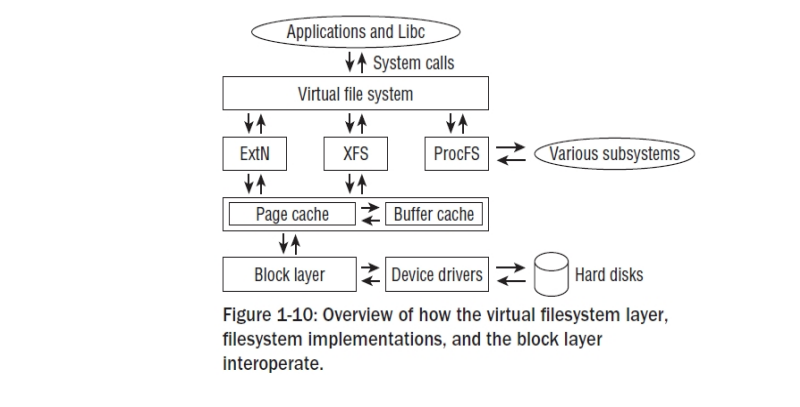 Applications and Libc
System calls
Virtual file system
ExtN
XFS
ProcFS
Various subsystems
Page cache
Buffer cache
Block layer
Device drivers
Hard disks
Figure 1-10: Overview of how the virtual filesystem layer,
filesystem implementations, and the block layer
interoperate.